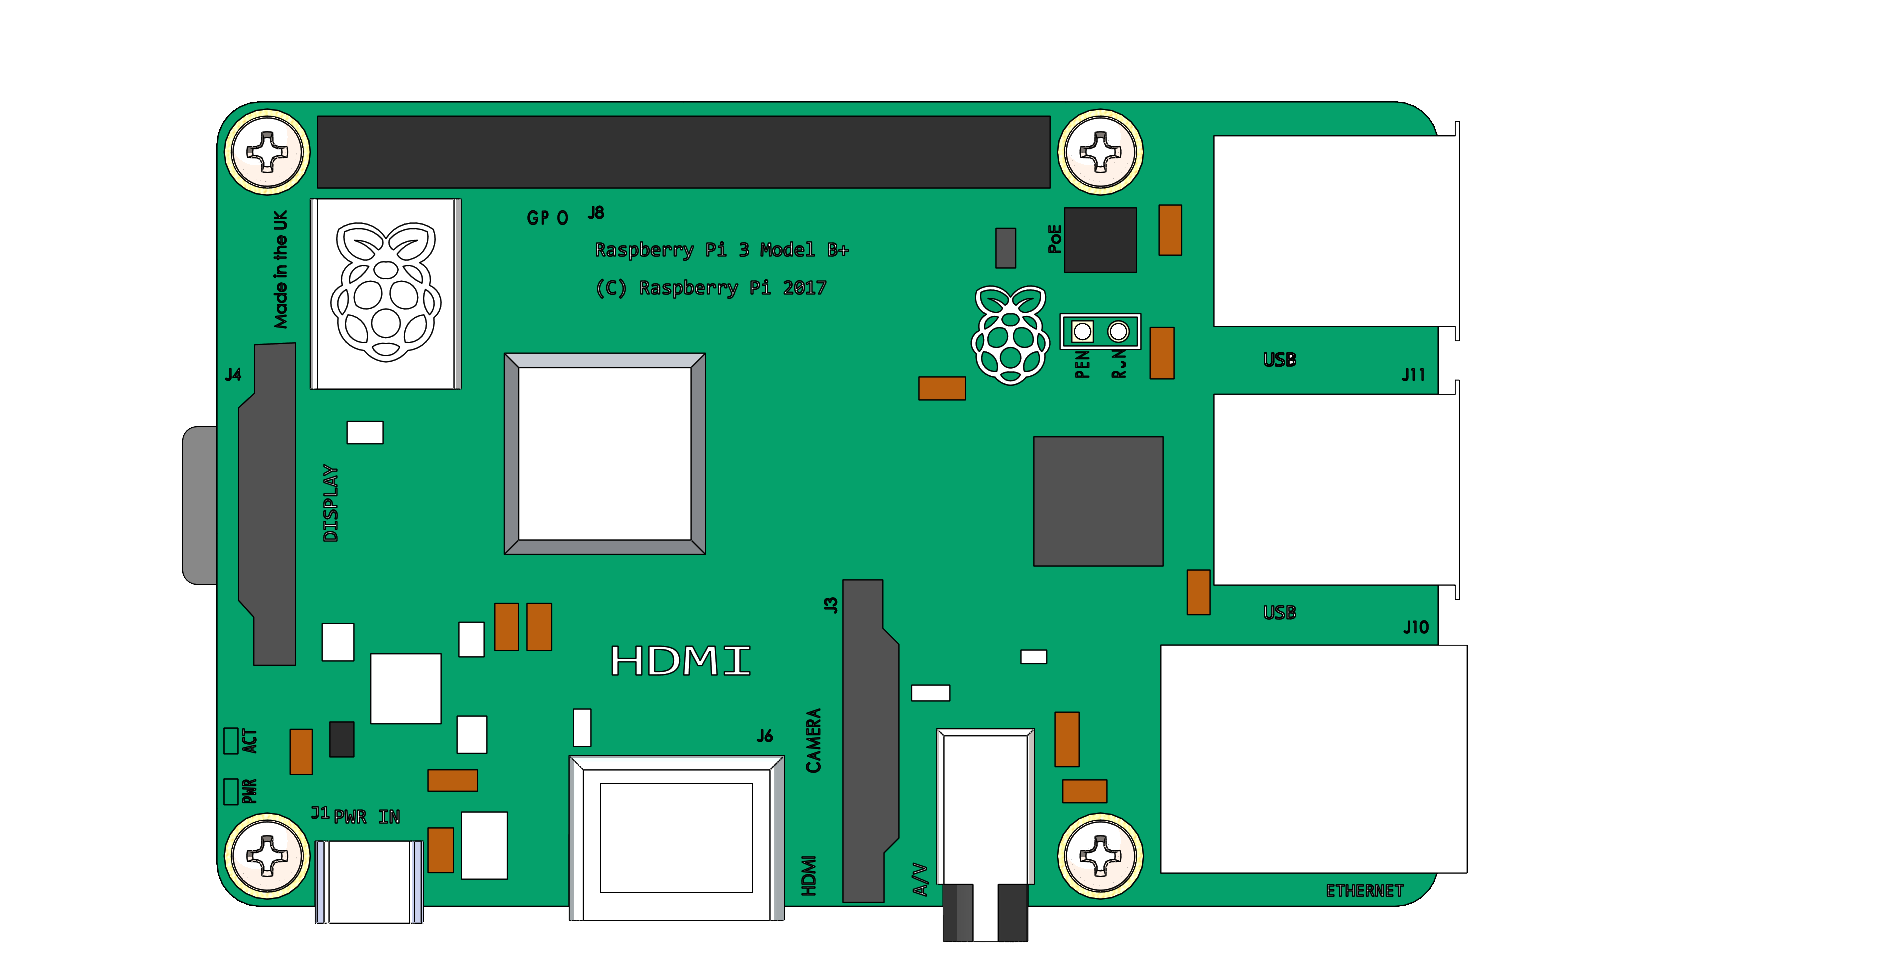 GP O
J8
Raspberry Pi 3 Model B+
(C) Raspberry Pi 2017
Made in the UK
PoE
PEN
RUN
USB
J11
J4
DISPLAY
USB
J10
J3
HDMI
CAMERA
J6
ACT
PWR
J1
PWR IN
HDMI
A/V
ETHERNET